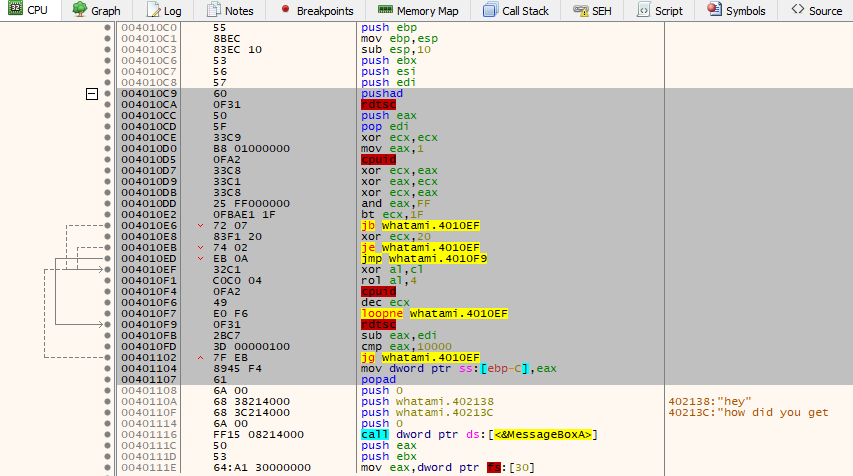 CPU Graph Log Notes Breakpoints Memory Map Call Stack SEH Script Symbols Source
004010C0 55 push ebp
004010C1 8BEC mov ebp,esp
004010C3 83EC 10 sub esp,10
004010C6 53 push ebx
004010C7 56 push esi
004010C8 57 push edi
004010C9 60 pushad
004010CA 0F31 rdtsc
004010CC 50 push eax
004010CD 5F pop edi
004010CE 33C9 xor ecx,ecx
004010D0 B8 01000000 mov eax,1
004010D5 0FA2 cpuid
004010D7 33C8 xor ecx,eax
004010D9 33C1 xor eax,ecx
004010DB 33C8 xor ecx,eax
004010DD 25 FF000000 and eax,FF
004010E2 0FBAE1 1F bt ecx,1F
004010E6 72 07 jb whatami.4010EF
004010E8 83F1 20 xor ecx,20
004010EB 74 02 je whatami.4010EF
004010ED EB 0A jmp whatami.4010F9
004010EF 32C1 xor al,cl
004010F1 C0C0 04 rol al,4
004010F4 0FA2 cpuid
004010F6 49 dec ecx
004010F7 E0 F6 loopne whatami.4010EF
004010F9 0F31 rdtsc
004010FB 2BC7 sub eax,edi
004010FD 3D 00000100 cmp eax,10000
00401102 7F EB jg whatami.4010EF
00401104 8945 F4 mov dword ptr ss:[ebp-C],eax
00401107 61 popad
00401108 6A 00 push 0
0040110A 68 38214000 push whatami.402138 402138:"hey"
0040110F 68 3C214000 push whatami.40213C 40213C:"how did you get
00401114 6A 00 push 0
00401116 FF15 08214000 call dword ptr ds:[<&MessageBoxA>]
0040111C 50 push eax
0040111D 53 push ebx
0040111E 64:A1 30000000 mov eax,dword ptr fs:[30]